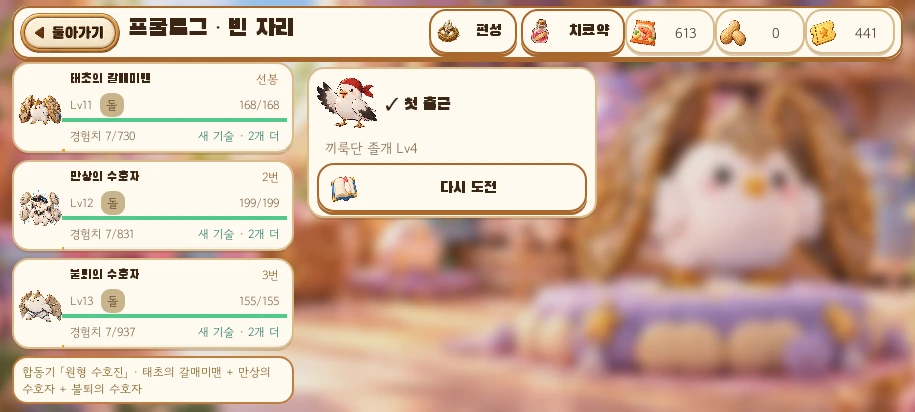 돌아가기
프롤로그 · 빈 자리
편성
치료약
613
0
441
태초의 갈매미맨
선봉
Lv11 돌
168/168
경험치 7/730
새 기술 · 2개 더
만상의 수호자
2번
Lv12 돌
199/199
경험치 7/831
새 기술 · 2개 더
불퇴의 수호자
3번
Lv13 돌
155/155
경험치 7/937
새 기술 · 2개 더
합동기 「원형 수호진」 · 태초의 갈매미맨 + 만상의
수호자 + 불퇴의 수호자
✓ 첫 출근
끼룩단 졸개 Lv4
다시 도전